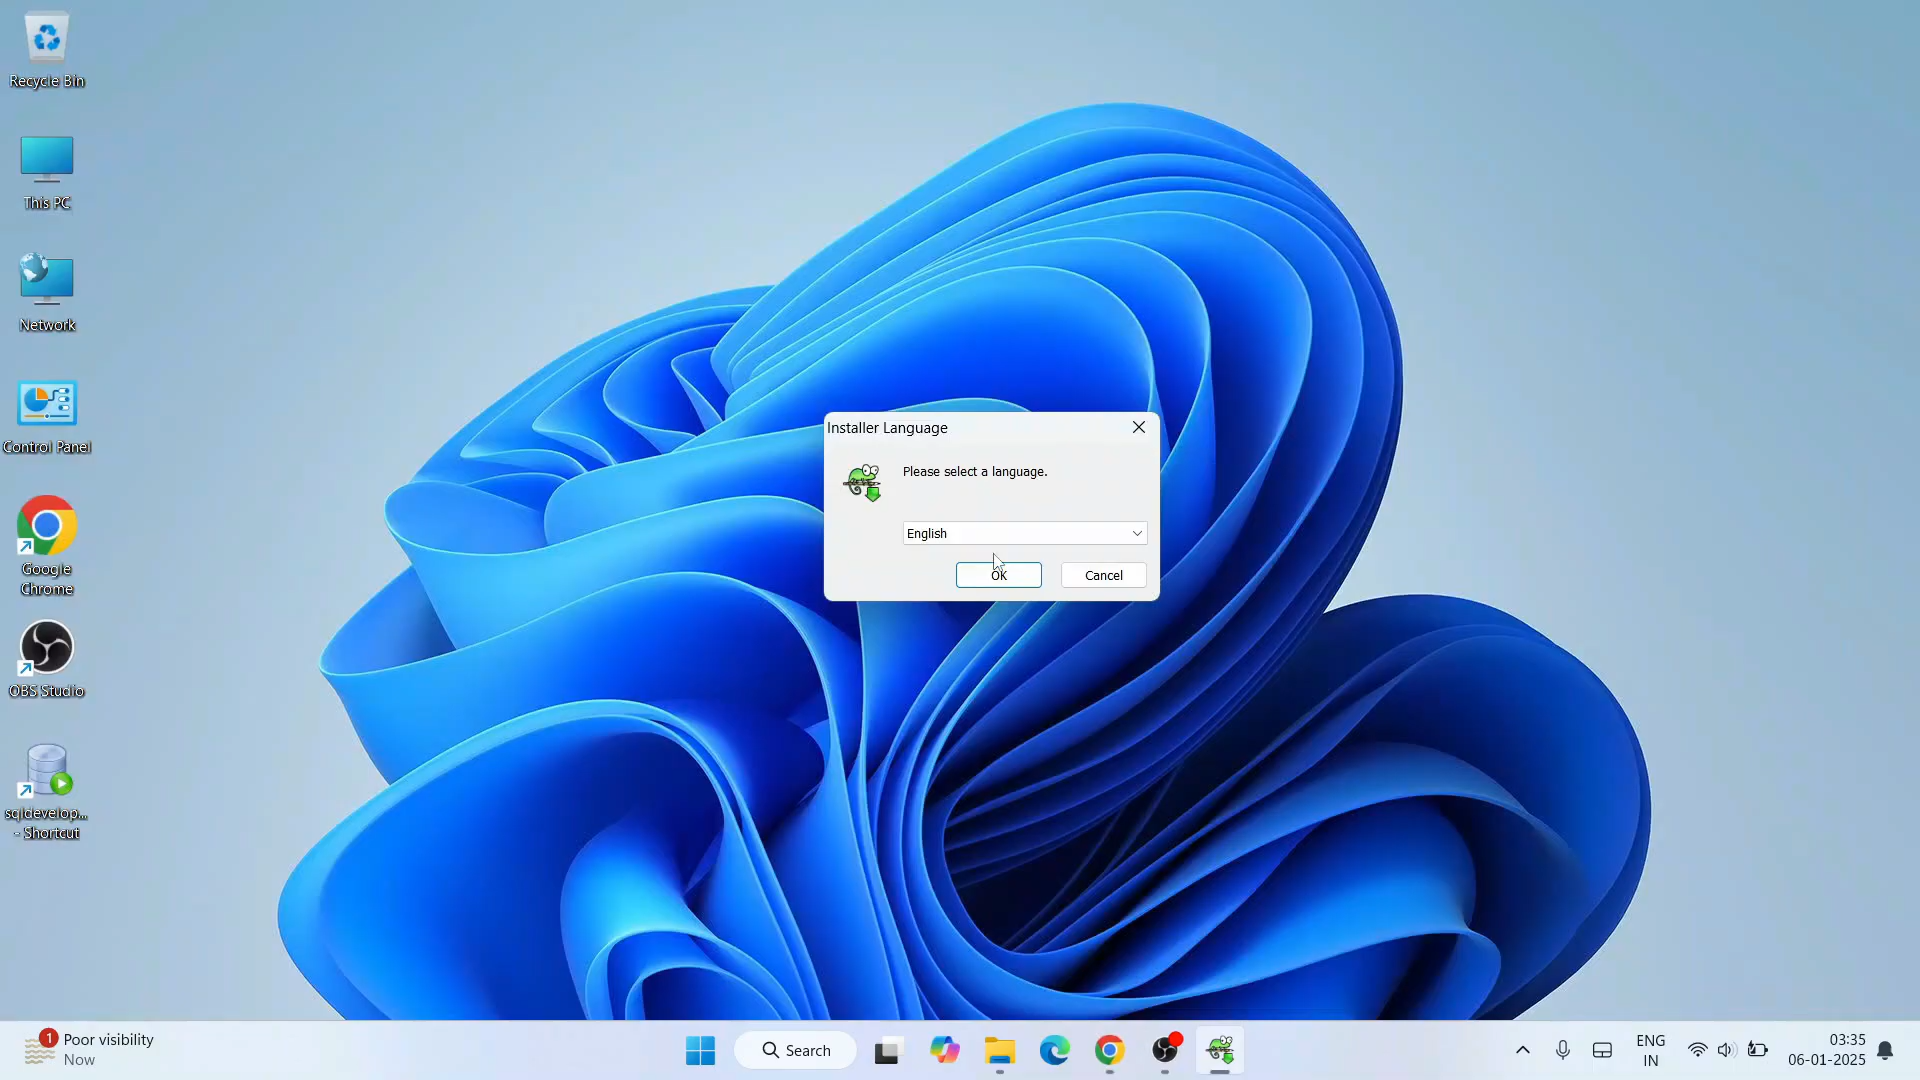 Recycle Bin
This PC
Network
Control Panel
Google
Chrome
OBS Studio
sqldevelop...
- Shortcut
Installer Language
Please select a language.
English
OK
Cancel
1
Poor visibility
Now
Search
ENG
IN
03:35
06-01-2025